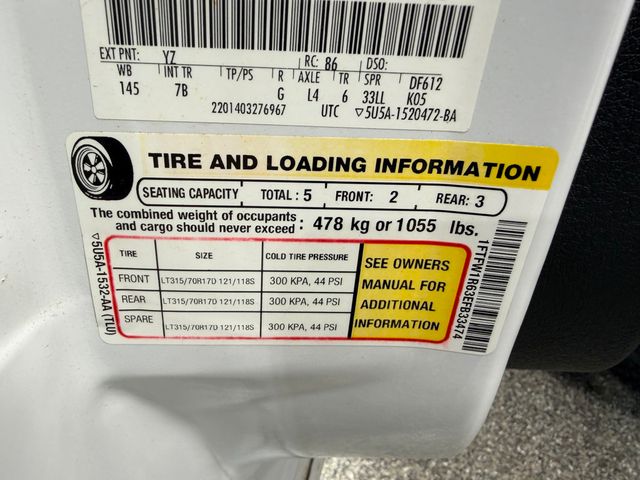 EXT PNT: YZ RC: 86 DSO:
WB INT TR TP/PS R AXLE TR SPR DF612
145 7B G L4 6 33LL K05
2201403276967 UTC ▽5U5A-1520472-BA
TIRE AND LOADING INFORMATION
SEATING CAPACITY TOTAL : 5 FRONT: 2 REAR: 3
The combined weight of occupants
and cargo should never exceed : 478 kg or 1055 lbs.
TIRE SIZE COLD TIRE PRESSURE
FRONT LT315/70R17D 121/118S 300 KPA, 44 PSI
REAR LT315/70R17D 121/118S 300 KPA, 44 PSI
SPARE LT315/70R17D 121/118S 300 KPA, 44 PSI
SEE OWNERS
MANUAL FOR
ADDITIONAL
INFORMATION
▽5U5A-1532-AA (TLU)
1FTFW1R63EFB33474